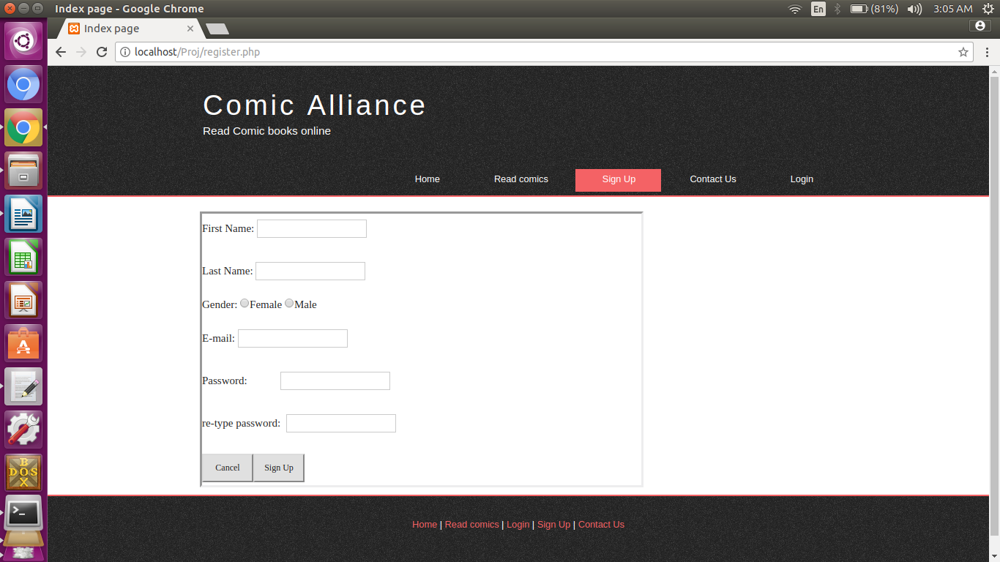 Index page - Google Chrome
En
(81%)
3:05 AM
Index page
localhost/Proj/register.php
Comic Alliance
Read Comic books online
Home Read comics Sign Up Contact Us Login
First Name:
Last Name:
Gender: Female Male
E-mail:
Password:
re-type password:
Cancel Sign Up
Home | Read comics | Login | Sign Up | Contact Us
A
B
DOS
X
>_